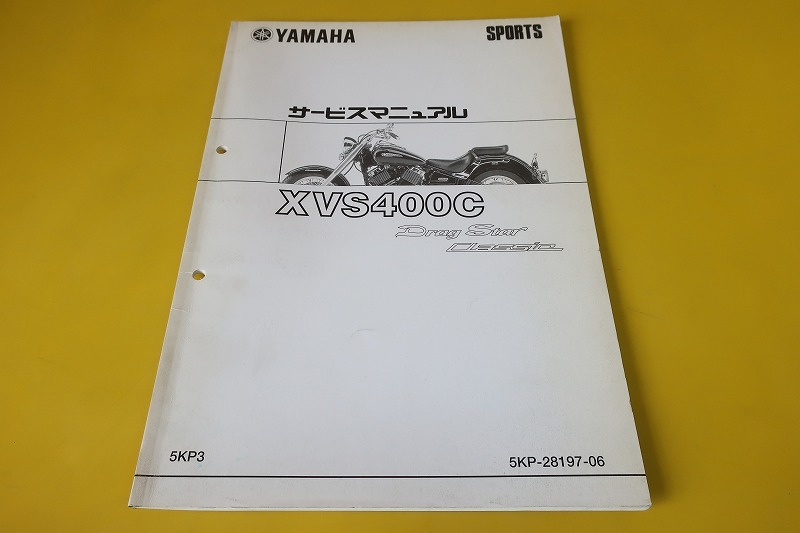 YAMAHA
SPORTS
サービスマニュアル
XVS400C
Drag Star
Classic
5KP3
5KP-28197-06